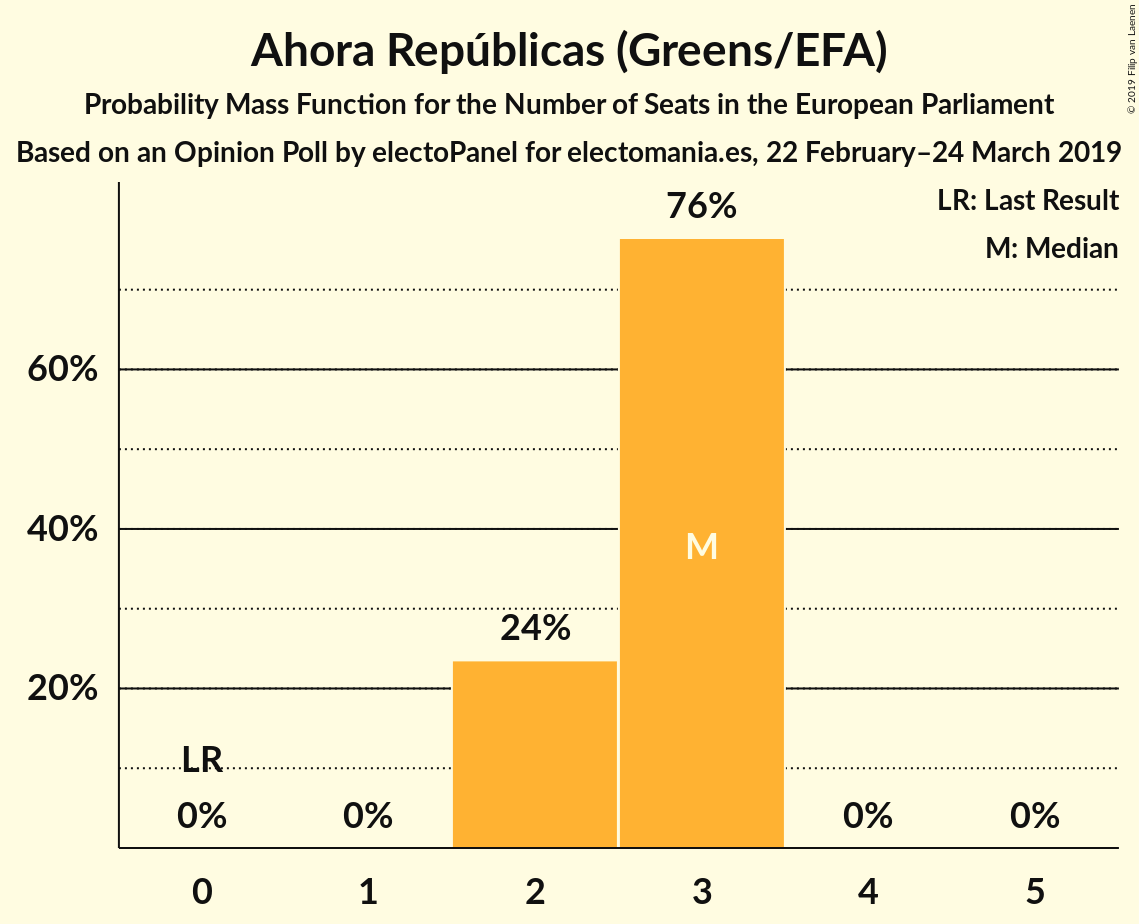 Ahora Repúblicas (Greens/EFA)
Probability Mass Function for the Number of Seats in the European Parliament
Based on an Opinion Poll by electoPanel for electomania.es, 22 February–24 March 2019
© 2019 Filip van Laenen
LR: Last Result
M: Median
76%
60%
40%
M
24%
20%
LR
0% 0% 0% 0%
0 1 2 3 4 5